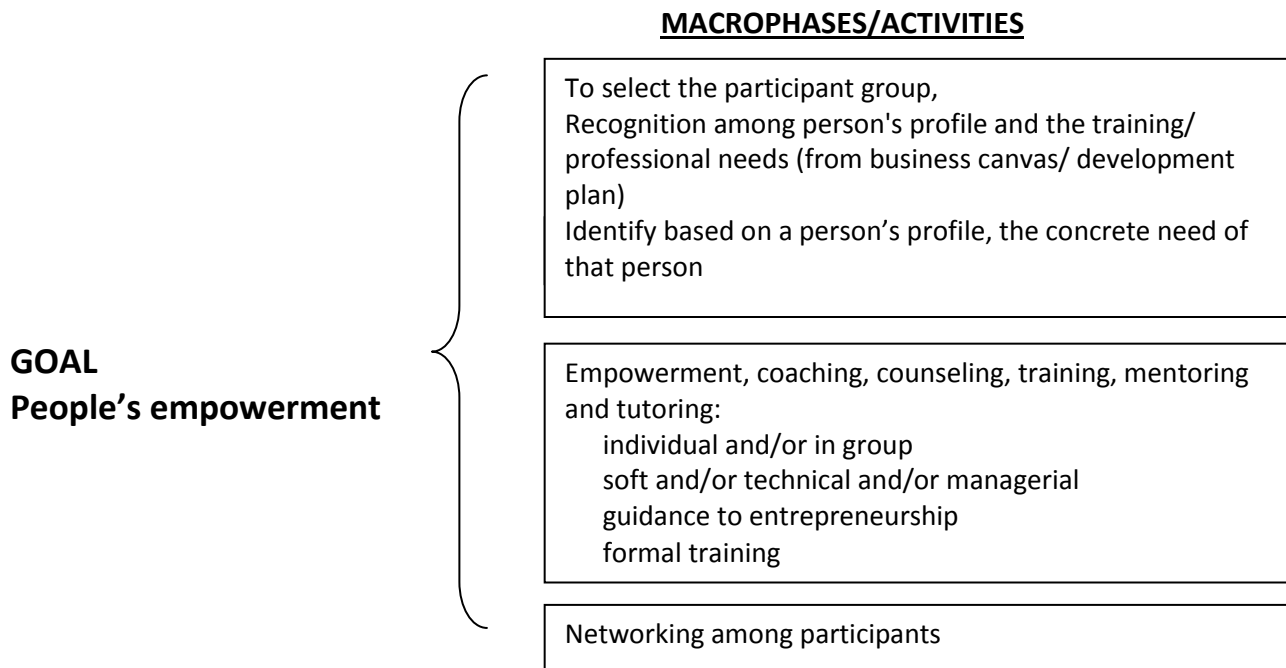 MACROPHASES/ACTIVITIES
To select the participant group,
Recognition among person's profile and the training/
professional needs (from business canvas/ development
plan)
Identify based on a person’s profile, the concrete need of
that person
GOAL
People’s empowerment
Empowerment, coaching, counseling, training, mentoring
and tutoring:
individual and/or in group
soft and/or technical and/or managerial
guidance to entrepreneurship
formal training
Networking among participants